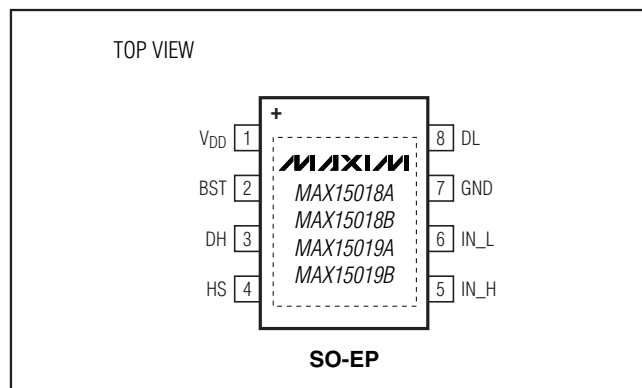 TOP VIEW
+
VDD 1
8 DL
MAXIM
BST 2
MAX15018A
7 GND
MAX15018B
DH 3
MAX15019A
6 IN_L
MAX15019B
HS 4
5 IN_H
SO-EP